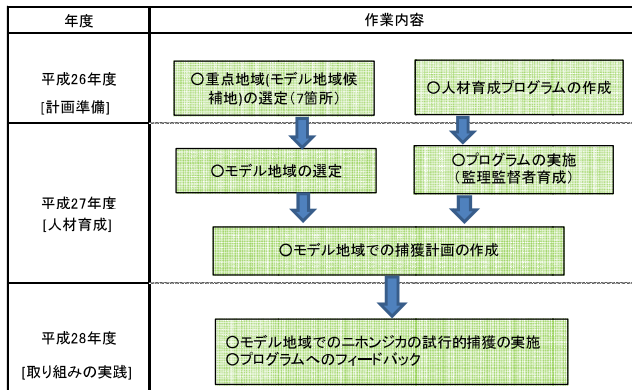 年度
作業内容
平成26年度
[計画準備]
○重点地域(モデル地域候
補地)の選定(7箇所)
○人材育成プログラムの作成
平成27年度
[人材育成]
○モデル地域の選定
○プログラムの実施
(監理監督者育成)
○モデル地域での捕獲計画の作成
平成28年度
[取り組みの実践]
○モデル地域でのニホンジカの試行的捕獲の実施
○プログラムへのフィードバック